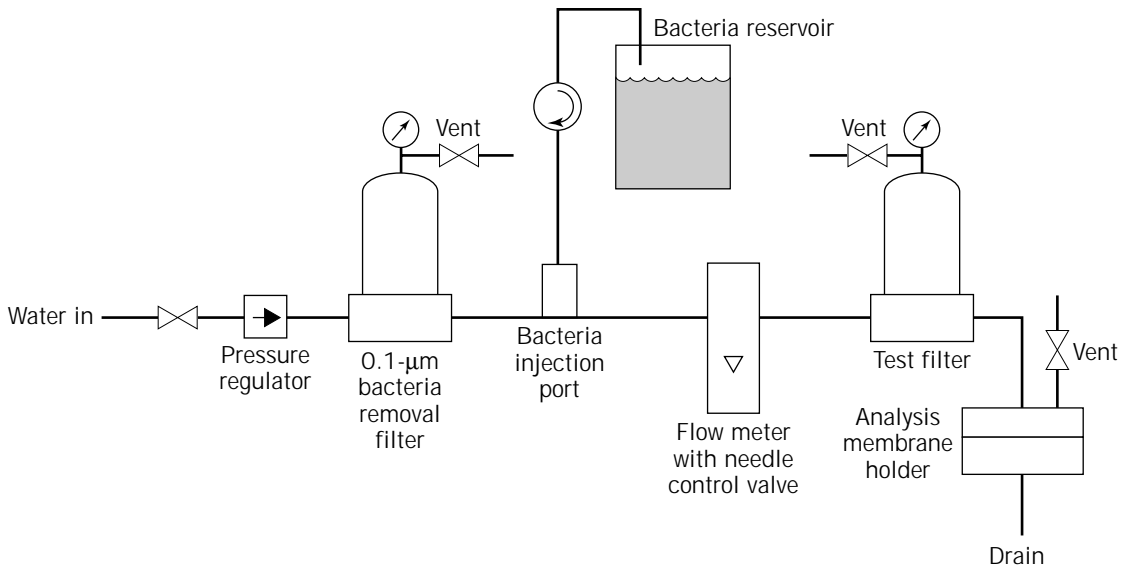 Bacteria reservoir
Vent
Vent
Water in
Pressure
regulator
0.1-μm
bacteria
removal
filter
Bacteria
injection
port
Flow meter
with needle
control valve
Test filter
Vent
Analysis
membrane
holder
Drain